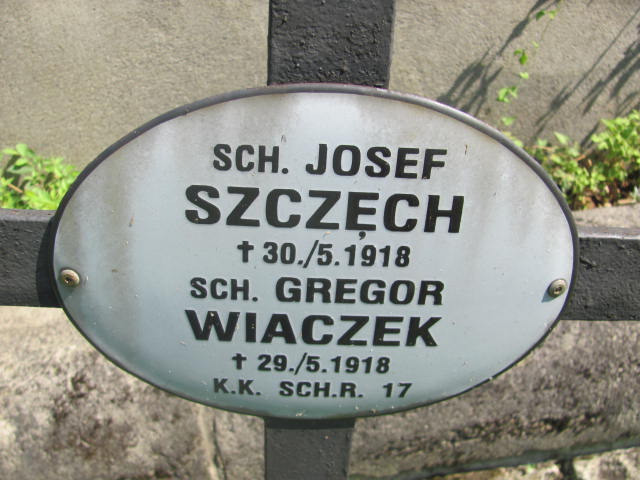 SCH. JOSEF
SZCZĘCH
✝ 30./5.1918
SCH. GREGOR
WIACZEK
✝ 29./5.1918
K.K. SCH.R. 17